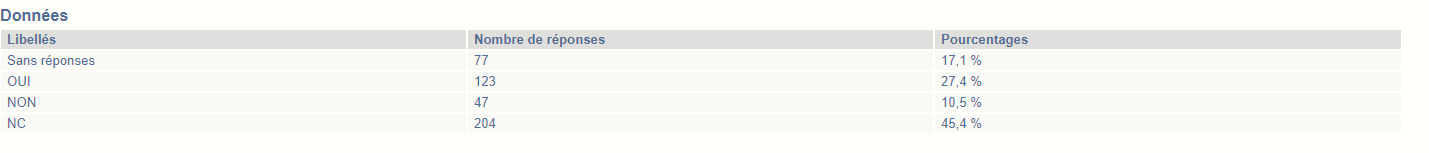 Données
Libellés Nombre de réponses Pourcentages
Sans réponses 77 17,1 %
OUI 123 27,4 %
NON 47 10,5 %
NC 204 45,4 %